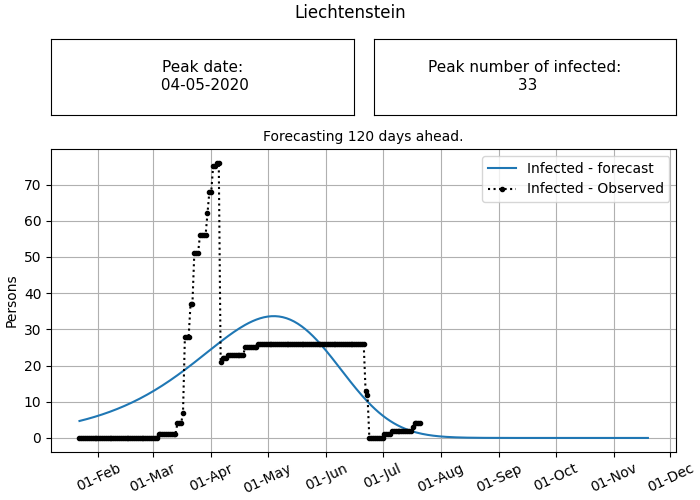 Liechtenstein
Peak date:
04-05-2020
Peak number of infected:
33
Forecasting 120 days ahead.
Infected - forecast
Infected - Observed
Persons
70
60
50
40
30
20
10
0
01-Feb
01-Mar
01-Apr
01-May
01-Jun
01-Jul
01-Aug
01-Sep
01-Oct
01-Nov
01-Dec